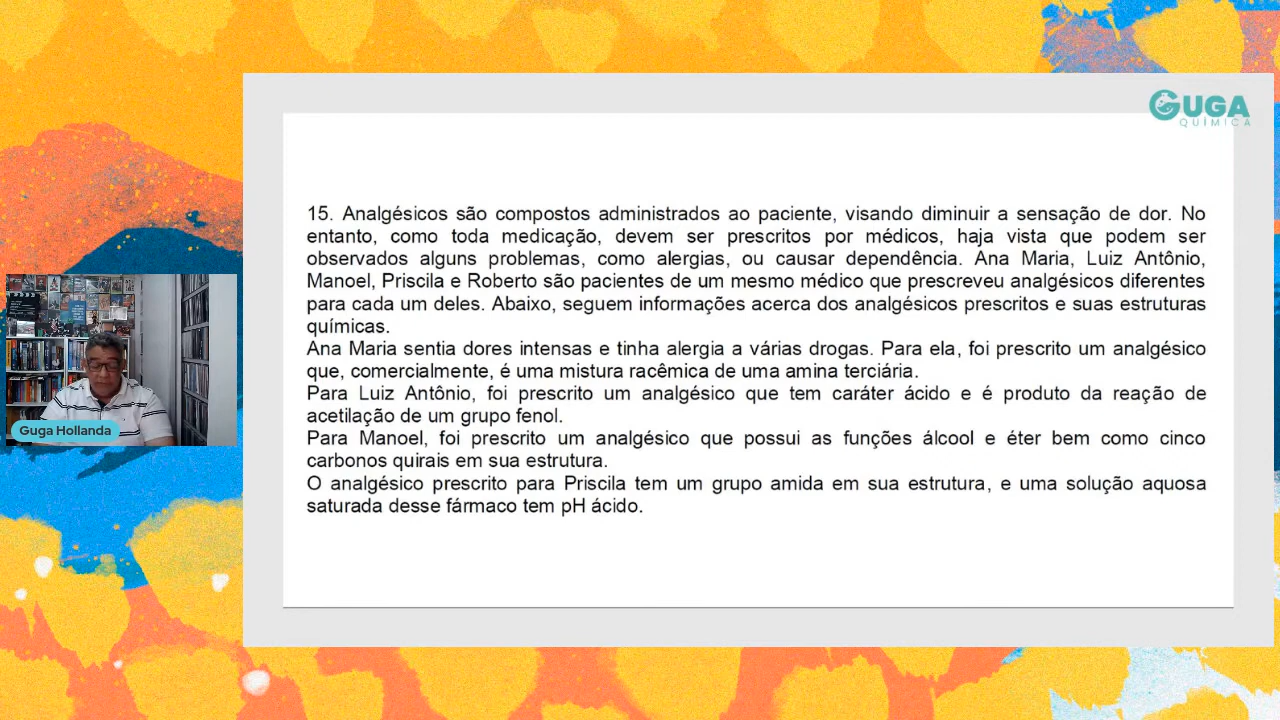 GUGA
QUÍMICA
15. Analgésicos são compostos administrados ao paciente, visando diminuir a sensação de dor. No
entanto, como toda medicação, devem ser prescritos por médicos, haja vista que podem ser
observados alguns problemas, como alergias, ou causar dependência. Ana Maria, Luiz Antônio,
Manoel, Priscila e Roberto são pacientes de um mesmo médico que prescreveu analgésicos diferentes
para cada um deles. Abaixo, seguem informações acerca dos analgésicos prescritos e suas estruturas
químicas.
Ana Maria sentia dores intensas e tinha alergia a várias drogas. Para ela, foi prescrito um analgésico
que, comercialmente, é uma mistura racêmica de uma amina terciária.
Para Luiz Antônio, foi prescrito um analgésico que tem caráter ácido e é produto da reação de
acetilação de um grupo fenol.
Para Manoel, foi prescrito um analgésico que possui as funções álcool e éter bem como cinco
carbonos quirais em sua estrutura.
O analgésico prescrito para Priscila tem um grupo amida em sua estrutura, e uma solução aquosa
saturada desse fármaco tem pH ácido.
Guga Hollanda